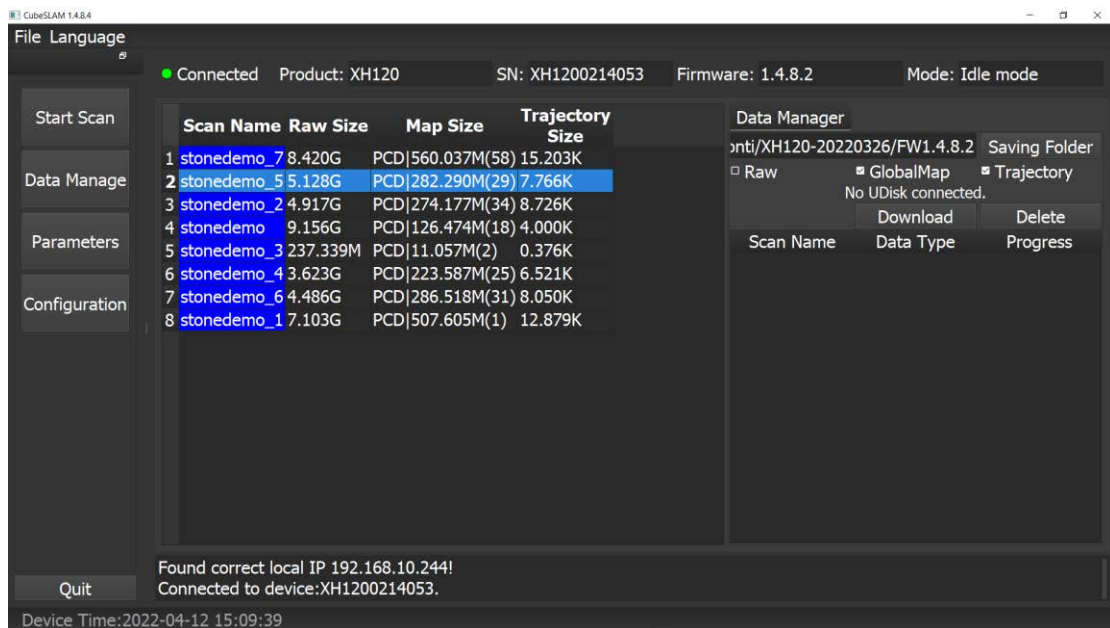 CubeSLAM 1.4.8.4
File Language
Connected Product: XH120 SN: XH1200214053 Firmware: 1.4.8.2 Mode: Idle mode
Start Scan
Data Manage
Parameters
Configuration
Quit
Scan Name Raw Size Map Size Trajectory Size
1 stonedemo_7 8.420G PCD|560.037M(58) 15.203K
2 stonedemo_5 5.128G PCD|282.290M(29) 7.766K
3 stonedemo_2 4.917G PCD|274.177M(34) 8.726K
4 stonedemo 9.156G PCD|126.474M(18) 4.000K
5 stonedemo_3 237.339M PCD|11.057M(2) 0.376K
6 stonedemo_4 3.623G PCD|223.587M(25) 6.521K
7 stonedemo_6 4.486G PCD|286.518M(31) 8.050K
8 stonedemo_1 7.103G PCD|507.605M(1) 12.879K
Data Manager
onti/XH120-20220326/FW1.4.8.2 Saving Folder
Raw GlobalMap Trajectory
No UDisk connected.
Download Delete
Scan Name Data Type Progress
Found correct local IP 192.168.10.244!
Connected to device:XH1200214053.
Device Time:2022-04-12 15:09:39